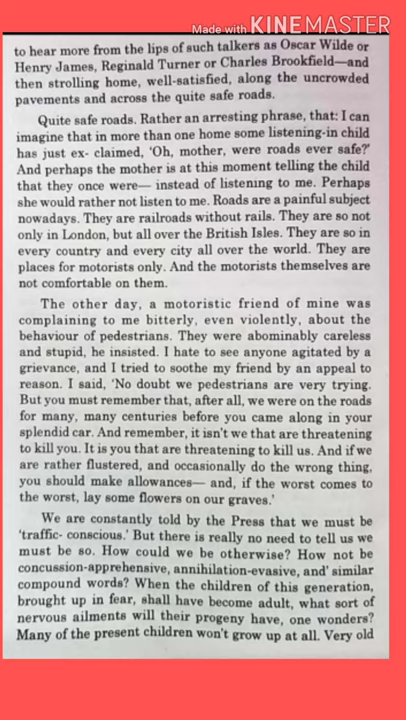 Made with KINEMASTER
to hear more from the lips of such talkers as Oscar Wilde or
Henry James, Reginald Turner or Charles Brookfield—and
then strolling home, well-satisfied, along the uncrowded
pavements and across the quite safe roads.
Quite safe roads. Rather an arresting phrase, that: I can
imagine that in more than one home some listening-in child
has just ex- claimed, 'Oh, mother, were roads ever safe?'
And perhaps the mother is at this moment telling the child
that they once were— instead of listening to me. Perhaps
she would rather not listen to me. Roads are a painful subject
nowadays. They are railroads without rails. They are so not
only in London, but all over the British Isles. They are so in
every country and every city all over the world. They are
places for motorists only. And the motorists themselves are
not comfortable on them.
The other day, a motoristic friend of mine was
complaining to me bitterly, even violently, about the
behaviour of pedestrians. They were abominably careless
and stupid, he insisted. I hate to see anyone agitated by a
grievance, and I tried to soothe my friend by an appeal to
reason. I said, 'No doubt we pedestrians are very trying.
But you must remember that, after all, we were on the roads
for many, many centuries before you came along in your
splendid car. And remember, it isn't we that are threatening
to kill you. It is you that are threatening to kill us. And if we
are rather flustered, and occasionally do the wrong thing,
you should make allowances— and, if the worst comes to
the worst, lay some flowers on our graves.'
We are constantly told by the Press that we must be
'traffic- conscious.' But there is really no need to tell us we
must be so. How could we be otherwise? How not be
concussion-apprehensive, annihilation-evasive, and' similar
compound words? When the children of this generation,
brought up in fear, shall have become adult, what sort of
nervous ailments will their progeny have, one wonders?
Many of the present children won't grow up at all. Very old